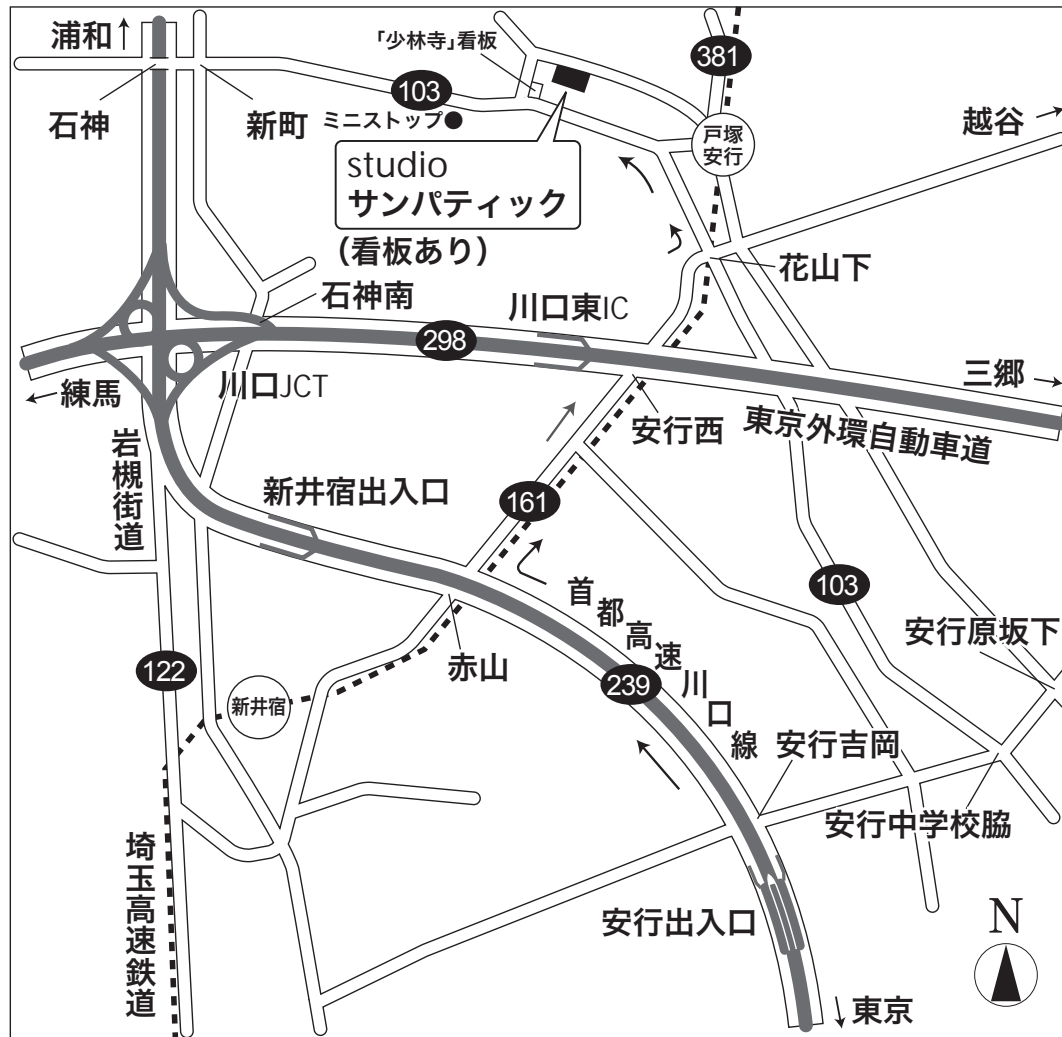 浦和
「少林寺」看板
381
103
石神
新町
ミニストップ
戸塚
安行
越谷
studio
サンパティック
(看板あり)
花山下
石神南
川口東IC
298
三郷
練馬
川口JCT
安行西
東京外環自動車道
岩槻街道
新井宿出入口
161
首都高速川口線
103
安行原坂下
122
赤山
239
新井宿
安行吉岡
安行中学校脇
埼玉高速鉄道
安行出入口
N
東京